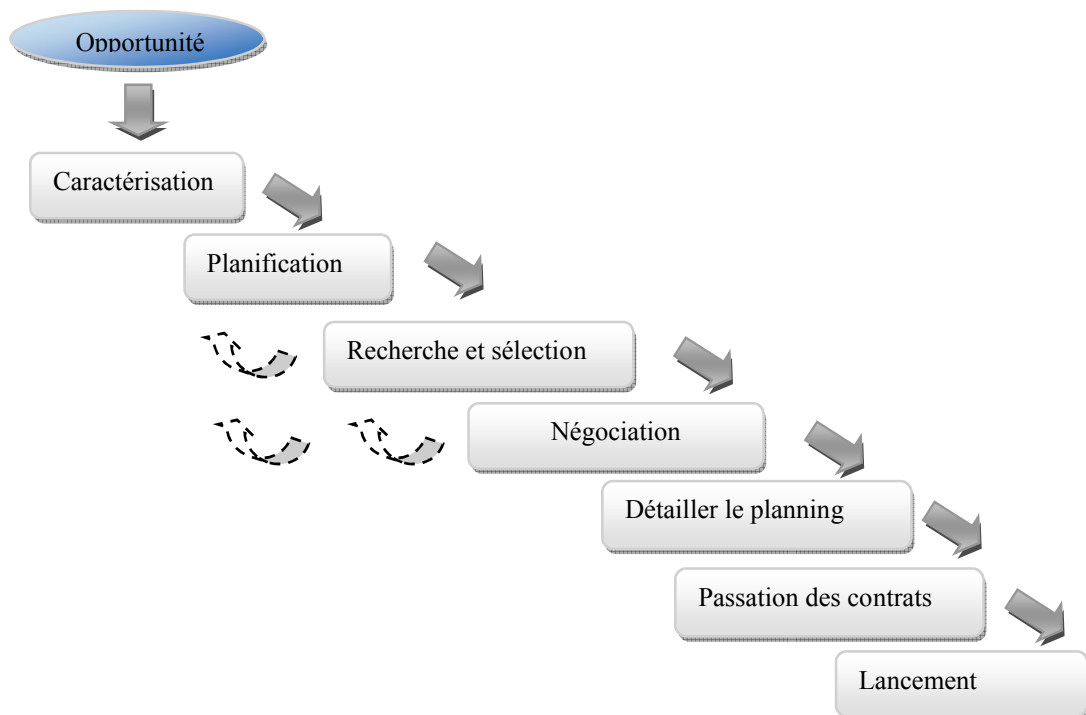 Opportunité
Caractérisation
Planification
Recherche et sélection
Négociation
Détailler le planning
Passation des contrats
Lancement